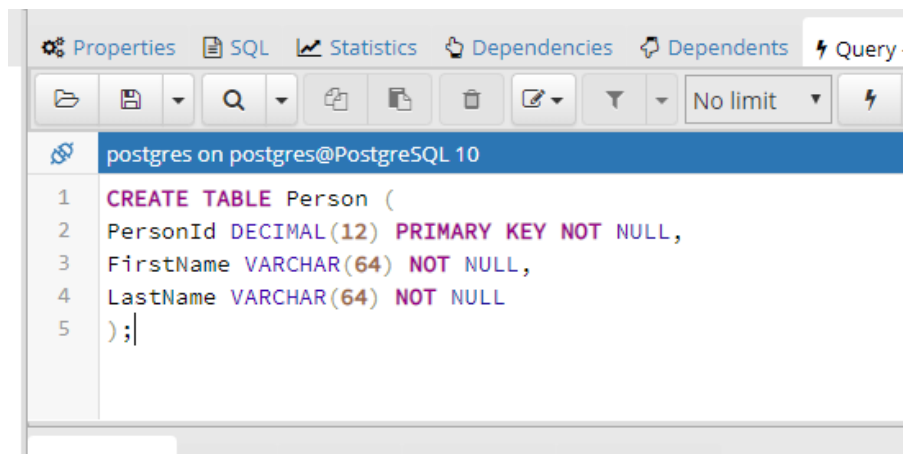 Properties SQL Statistics Dependencies Dependents Query
No limit
postgres on postgres@PostgreSQL 10
1 CREATE TABLE Person (
2 PersonId DECIMAL(12) PRIMARY KEY NOT NULL,
3 FirstName VARCHAR(64) NOT NULL,
4 LastName VARCHAR(64) NOT NULL
5 );